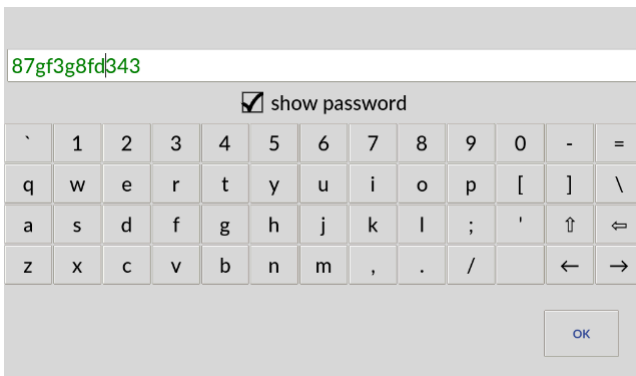 87gf3g8fd343
show password
` 1 2 3 4 5 6 7 8 9 0 - =
q w e r t y u i o p [ ] \
a s d f g h j k l ; ' ⇧ ⇦
z x c v b n m , . / ← →
OK